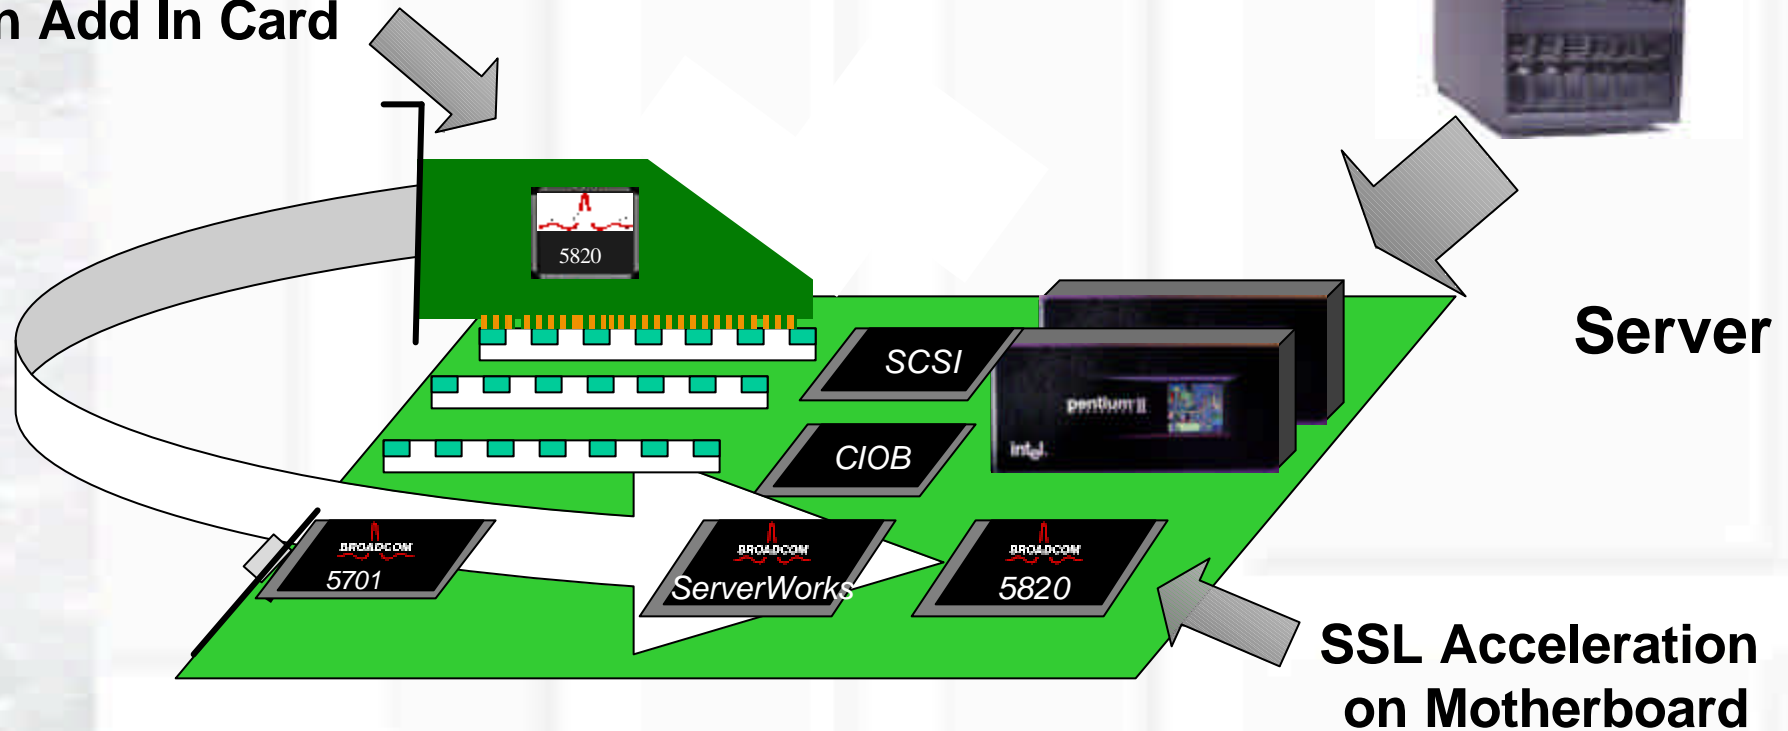 n Add In Card
5820
Server
SCSI
pentium II
CIOB
intel.
BROADCOM
5701
BROADCOM
ServerWorks
BROADCOM
5820
SSL Acceleration
on Motherboard